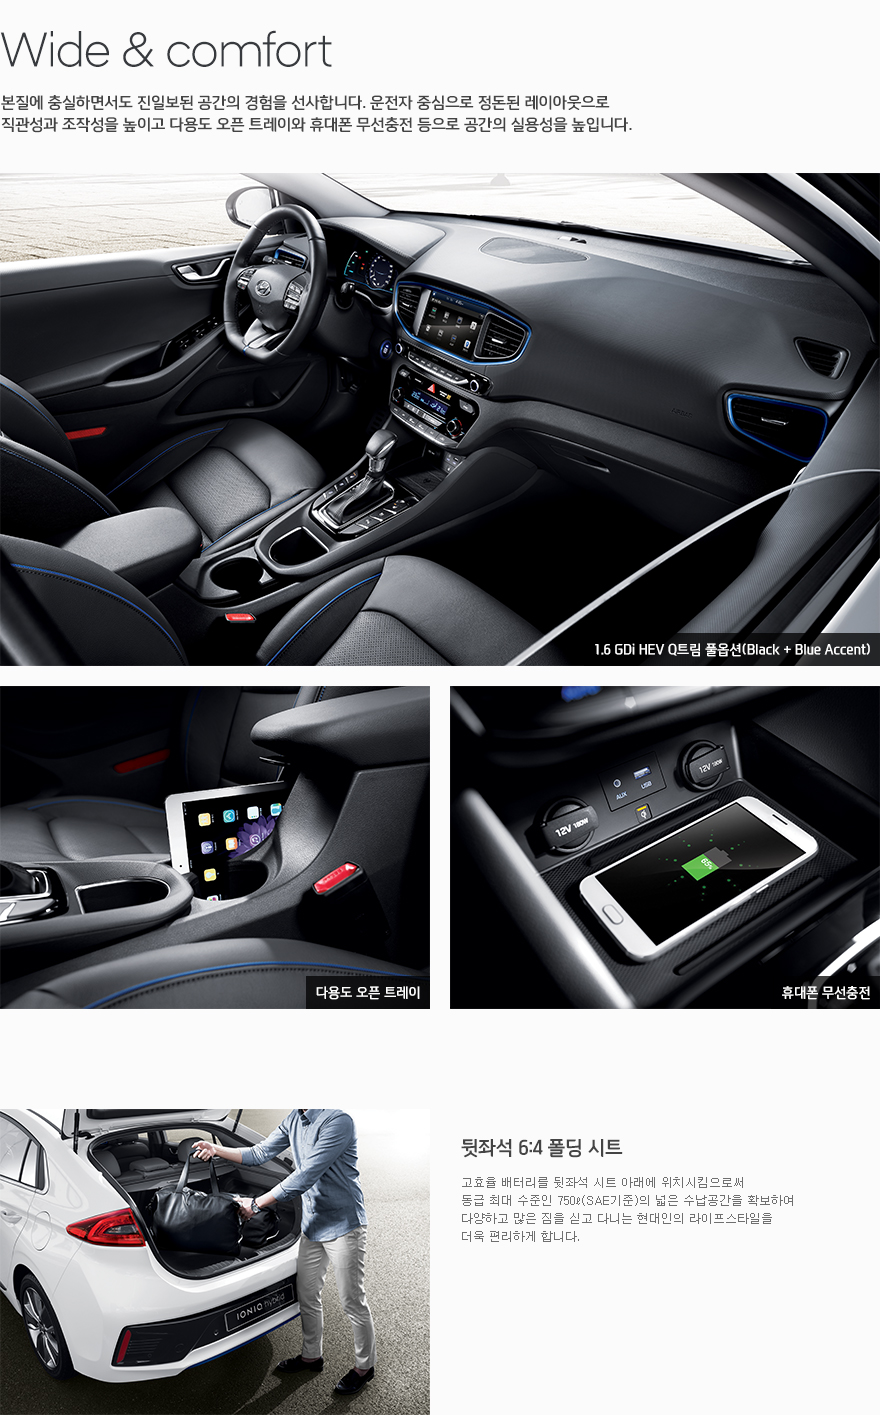 Wide & comfort
본질에 충실하면서도 진일보된 공간의 경험을 선사합니다. 운전자 중심으로 정돈된 레이아웃으로
직관성과 조작성을 높이고 다용도 오픈 트레이와 휴대폰 무선충전 등으로 공간의 실용성을 높입니다.
1.6 GDi HEV Q트림 풀옵션(Black + Blue Accent)
다용도 오픈 트레이
AUX
USB
12V 180W
12V 180W
65%
휴대폰 무선충전
IONIQ hybrid
뒷좌석 6:4 폴딩 시트
고효율 배터리를 뒷좌석 시트 아래에 위치시킴으로써
동급 최대 수준인 750ℓ(SAE기준)의 넓은 수납공간을 확보하여
다양하고 많은 짐을 싣고 다니는 현대인의 라이프스타일을
더욱 편리하게 합니다.